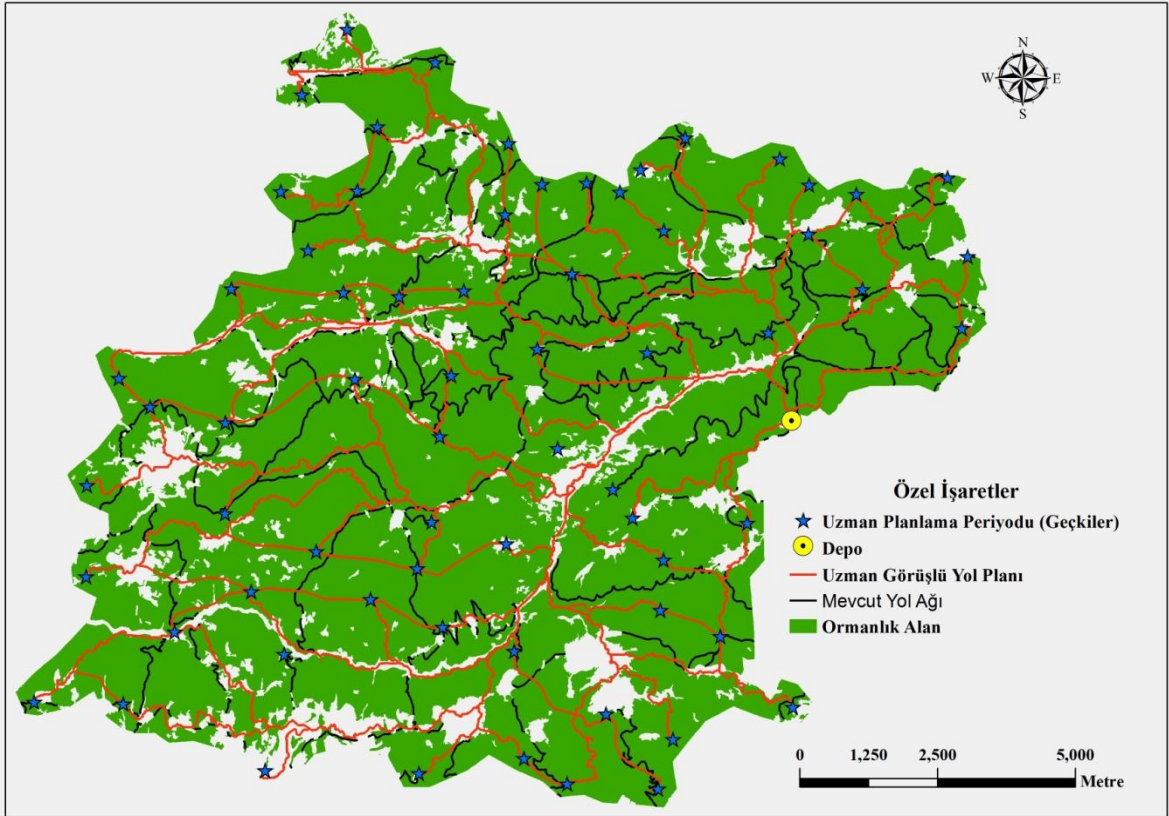 N
W E
S
Özel İşaretler
Uzman Planlama Periyodu (Geçkiler)
Depo
Uzman Görüşlü Yol Planı
Mevcut Yol Ağı
Ormanlık Alan
0 1,250 2,500 5,000
Metre